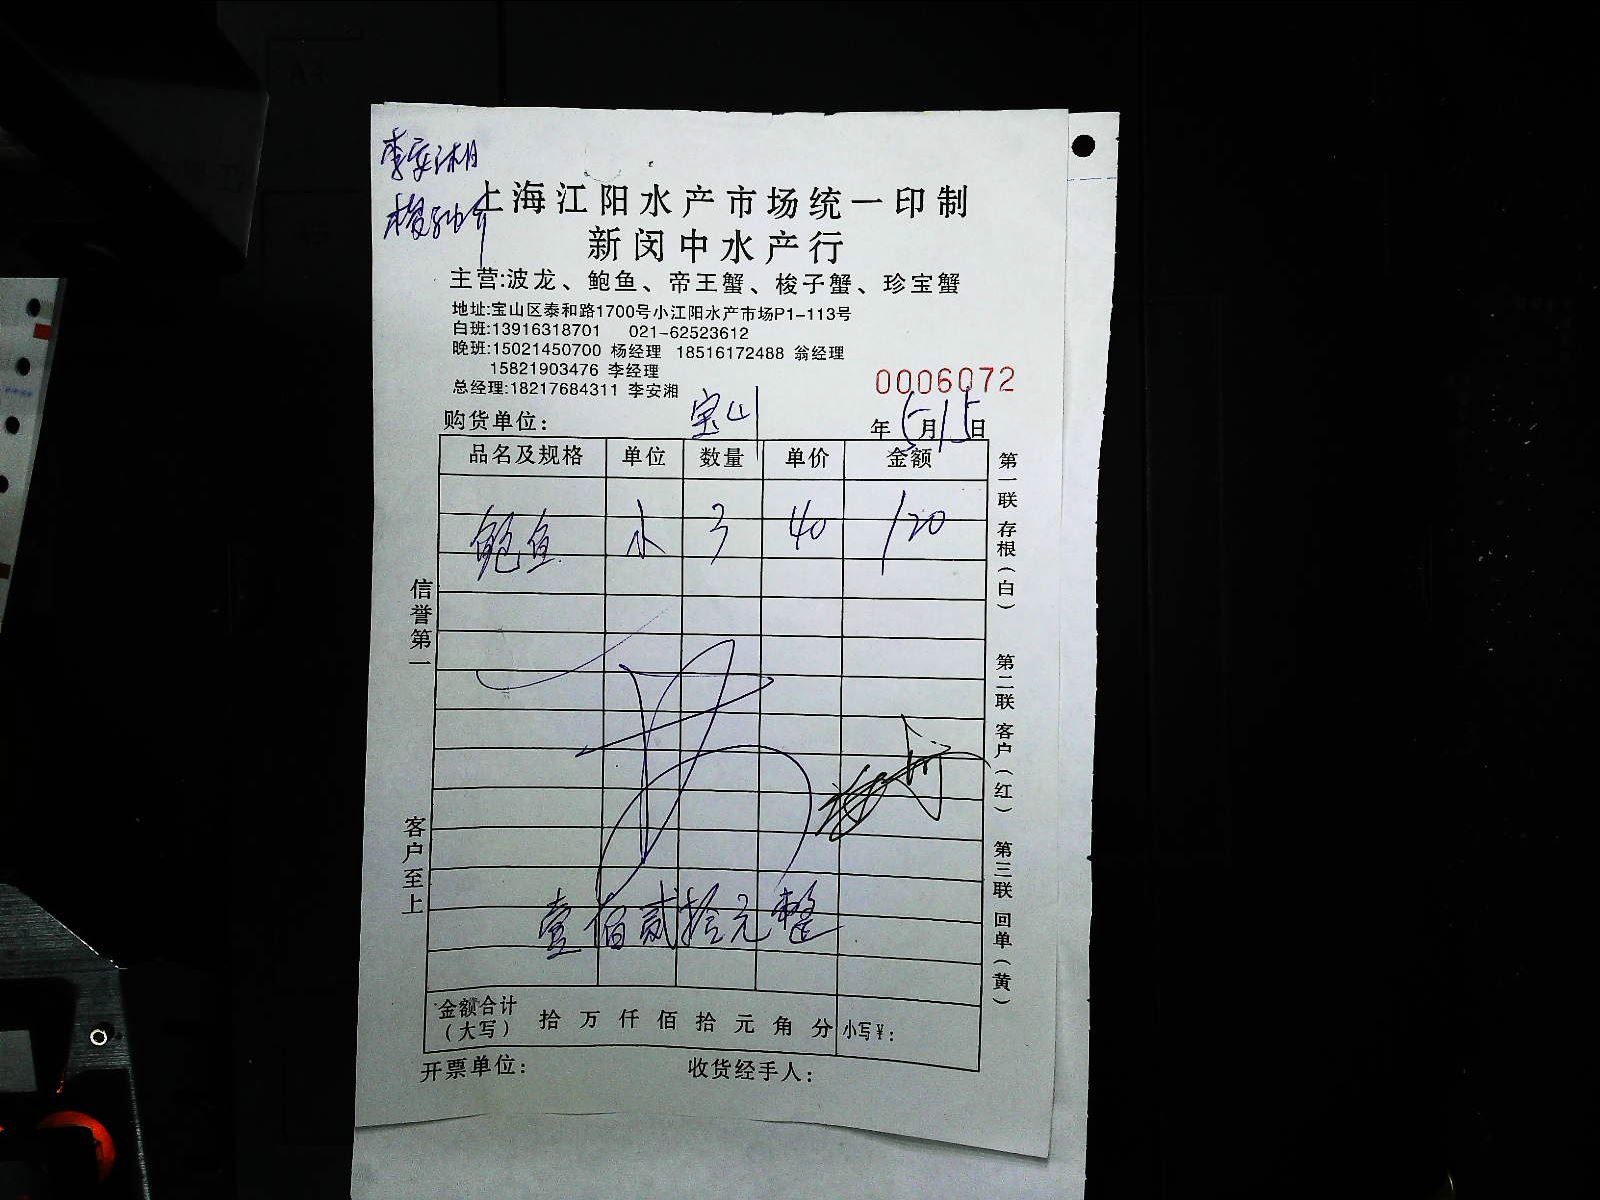 李安湘
上海江阳水产市场统一印制
新闵中水产行
主营:波龙、鲍鱼、帝王蟹、梭子蟹、珍宝蟹
地址:宝山区泰和路1700号小江阳水产市场P1-113号
白班:13916318701 021-62523612
晚班:15021450700 杨经理 18516172488 翁经理
15821903476 李经理
总经理:18217684311 李安湘
0006072
购货单位: 宝山 年5月15日
品名及规格 单位 数量 单价 金额
鲍鱼 小 3 40 120
壹佰贰拾元整
金额合计
(大写) 拾 万 仟 佰 拾 元 角 分 小写¥:
开票单位: 收货经手人:
信誉第一
客户至上
第一联 存根(白)
第二联 客户(红)
第三联 回单(黄)